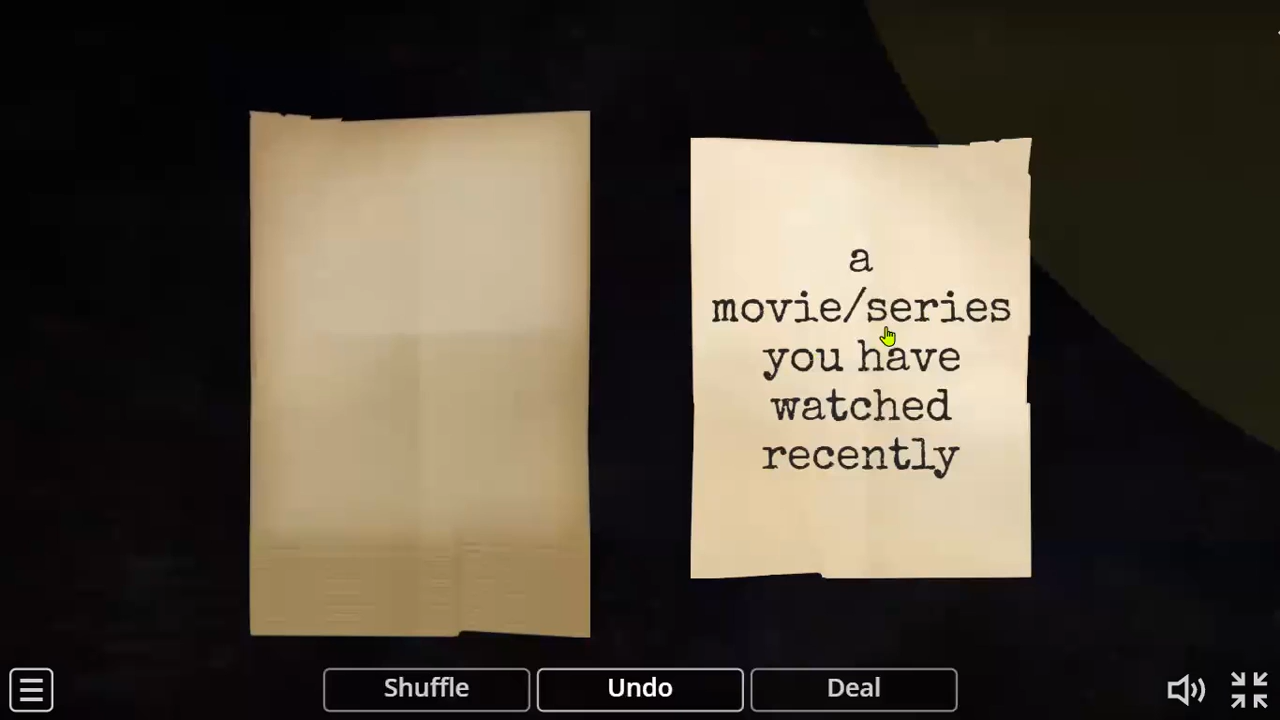 a
movie/series
you have
watched
recently
Shuffle
Undo
Deal